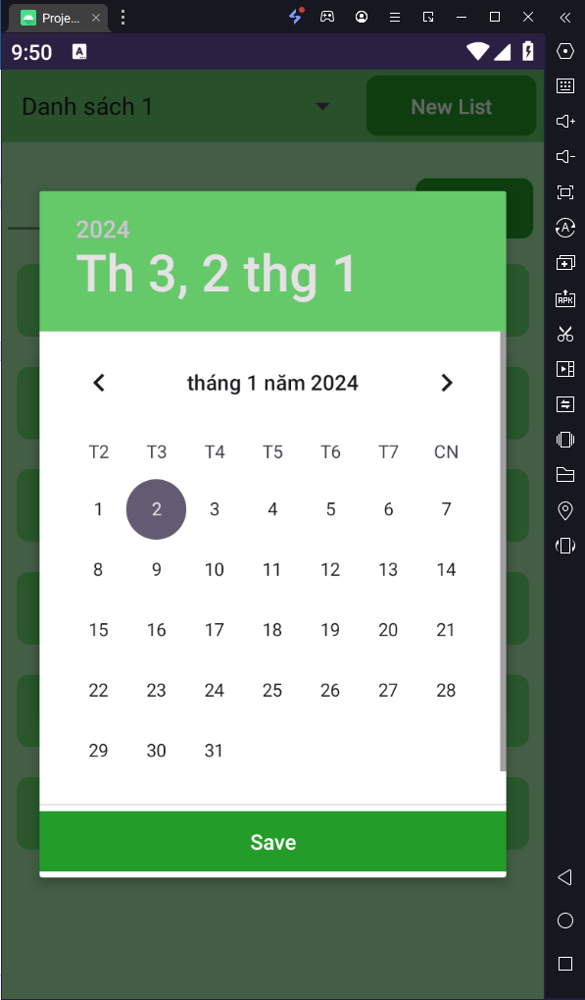 Proje...
9:50 A
Danh sách 1 New List
2024
Th 3, 2 thg 1
tháng 1 năm 2024
T2 T3 T4 T5 T6 T7 CN
1 2 3 4 5 6 7
8 9 10 11 12 13 14
15 16 17 18 19 20 21
22 23 24 25 26 27 28
29 30 31
Save
A
APK